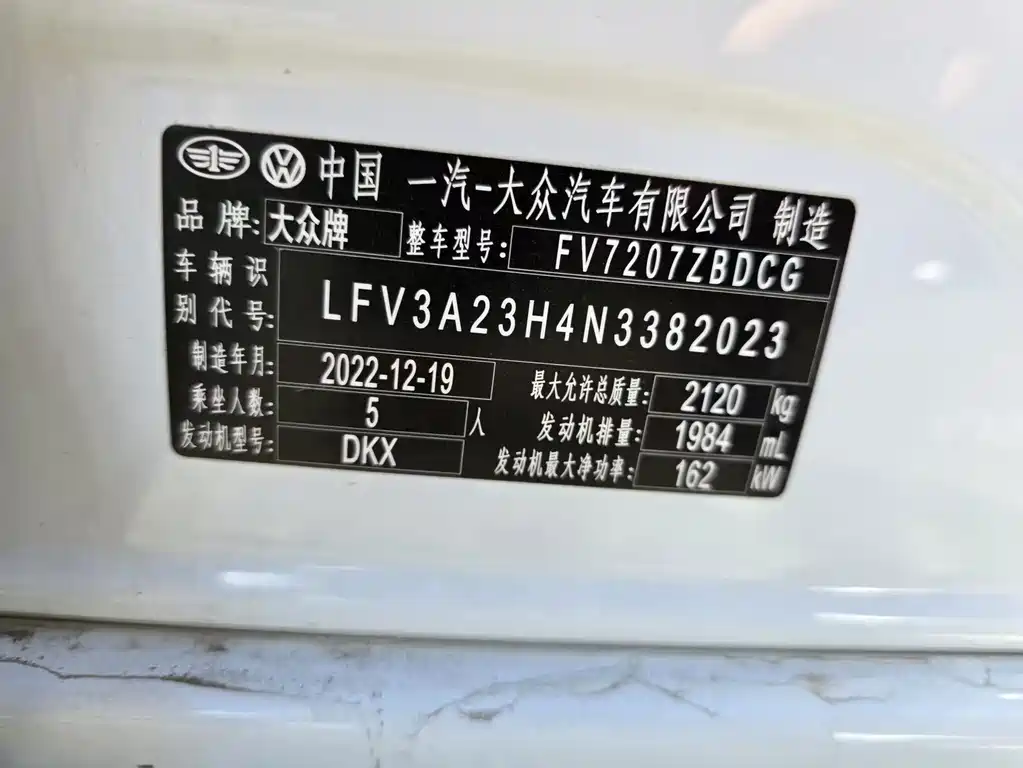 中国 一汽-大众汽车有限公司 制造
品牌: 大众牌 整车型号: FV7207ZBDCG
车辆识别代号: LFV3A23H4N3382023
制造年月: 2022-12-19 最大允许总质量: 2120 kg
乘坐人数: 5 人 发动机排量: 1984 mL
发动机型号: DKX 发动机最大净功率: 162 kW